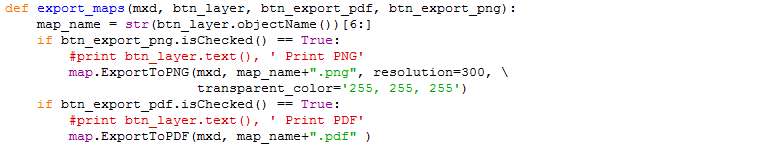 def export_maps(mxd, btn_layer, btn_export_pdf, btn_export_png):
    map_name = str(btn_layer.objectName())[6:]
    if btn_export_png.isChecked() == True:
        #print btn_layer.text(), ' Print PNG'
        map.ExportToPNG(mxd, map_name+".png", resolution=300, \
                        transparent_color='255, 255, 255')
    if btn_export_pdf.isChecked() == True:
        #print btn_layer.text(), ' Print PDF'
        map.ExportToPDF(mxd, map_name+".pdf" )